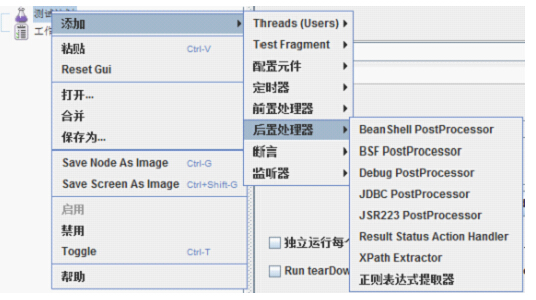 测试
工作
添加
粘贴 Ctrl-V
Reset Gui
打开...
合并
保存为...
Save Node As Image Ctrl-G
Save Screen As Image Ctrl+Shift-G
启用
禁用
Toggle Ctrl-T
帮助
Threads (Users)
Test Fragment
配置元件
定时器
前置处理器
后置处理器
断言
监听器
BeanShell PostProcessor
BSF PostProcessor
Debug PostProcessor
JDBC PostProcessor
JSR223 PostProcessor
Result Status Action Handler
XPath Extractor
正则表达式提取器
独立运行每
Run tearDow